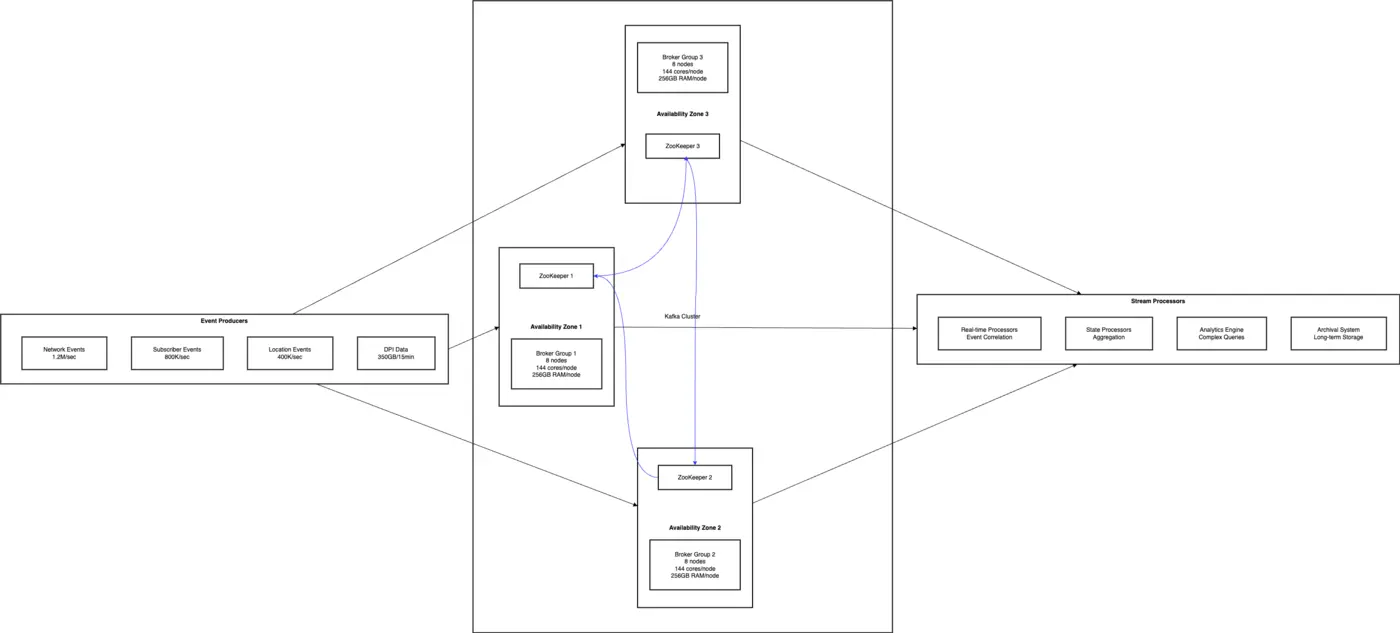 Event Producers
Network Events
1.2M/sec
Subscriber Events
800K/sec
Location Events
400K/sec
DPI Data
350GB/15min
Broker Group 3
8 nodes
144 cores/node
256GB RAM/node
Availability Zone 3
ZooKeeper 3
ZooKeeper 1
Availability Zone 1
Broker Group 1
8 nodes
144 cores/node
256GB RAM/node
Kafka Cluster
ZooKeeper 2
Availability Zone 2
Broker Group 2
8 nodes
144 cores/node
256GB RAM/node
Stream Processors
Real-time Processors
Event Correlation
State Processors
Aggregation
Analytics Engine
Complex Queries
Archival System
Long-term Storage